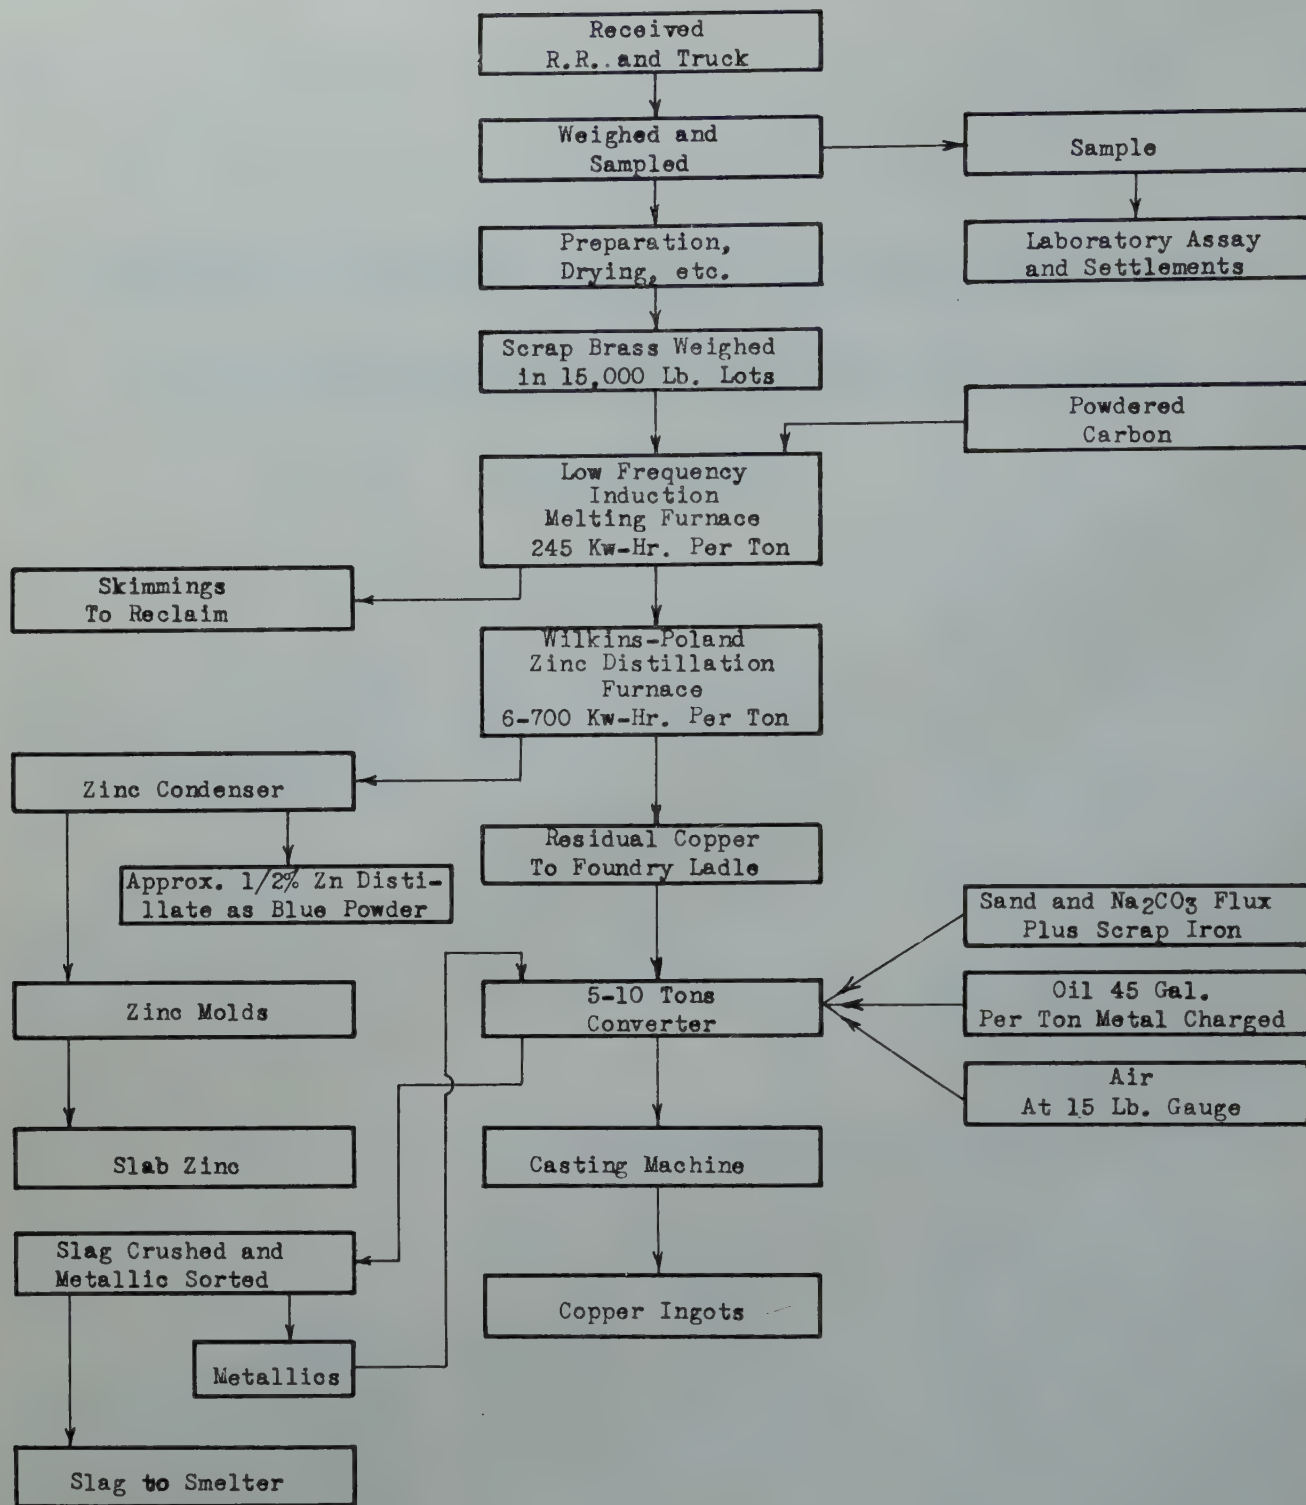 Received
R.R. and Truck
Weighed and
Sampled
Sample
Preparation,
Drying, etc.
Laboratory Assay
and Settlements
Scrap Brass Weighed
in 15,000 Lb. Lots
Powdered
Carbon
Low Frequency
Induction
Melting Furnace
245 Kw-Hr. Per Ton
Skimmings
To Reclaim
Wilkins-Poland
Zinc Distillation
Furnace
6-700 Kw-Hr. Per Ton
Zinc Condenser
Residual Copper
To Foundry Ladle
Approx. 1/2% Zn Disti-
llate as Blue Powder
Sand and Na2CO3 Flux
Plus Scrap Iron
Zinc Molds
5-10 Tons
Converter
Oil 45 Gal.
Per Ton Metal Charged
Air
At 15 Lb. Gauge
Slab Zinc
Casting Machine
Slag Crushed and
Metallic Sorted
Copper Ingots
Metallics
Slag to Smelter